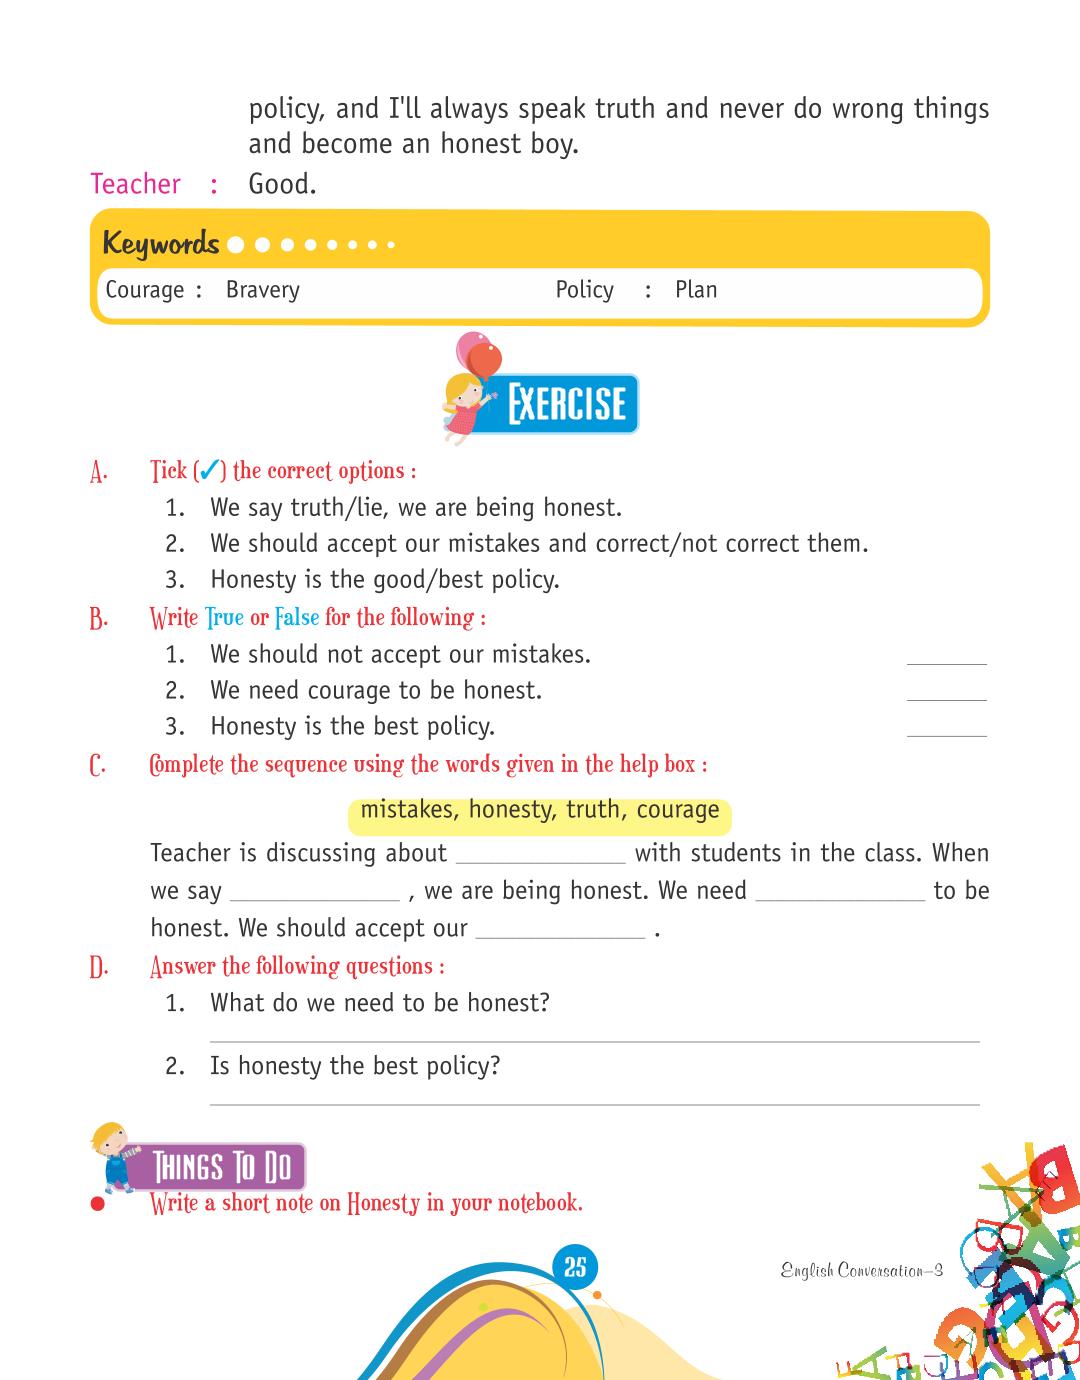 policy, and I'll always speak truth and never do wrong things
and become an honest boy.
Teacher : Good.
Keywords
Courage : Bravery Policy : Plan
EXERCISE
A. Tick (✓) the correct options :
1. We say truth/lie, we are being honest.
2. We should accept our mistakes and correct/not correct them.
3. Honesty is the good/best policy.
B. Write True or False for the following :
1. We should not accept our mistakes. ______
2. We need courage to be honest. ______
3. Honesty is the best policy. ______
C. Complete the sequence using the words given in the help box :
mistakes, honesty, truth, courage
Teacher is discussing about ____________ with students in the class. When
we say ____________ , we are being honest. We need ____________ to be
honest. We should accept our ____________ .
D. Answer the following questions :
1. What do we need to be honest?
2. Is honesty the best policy?
THINGS TO DO
● Write a short note on Honesty in your notebook.
25
English Conversation–3